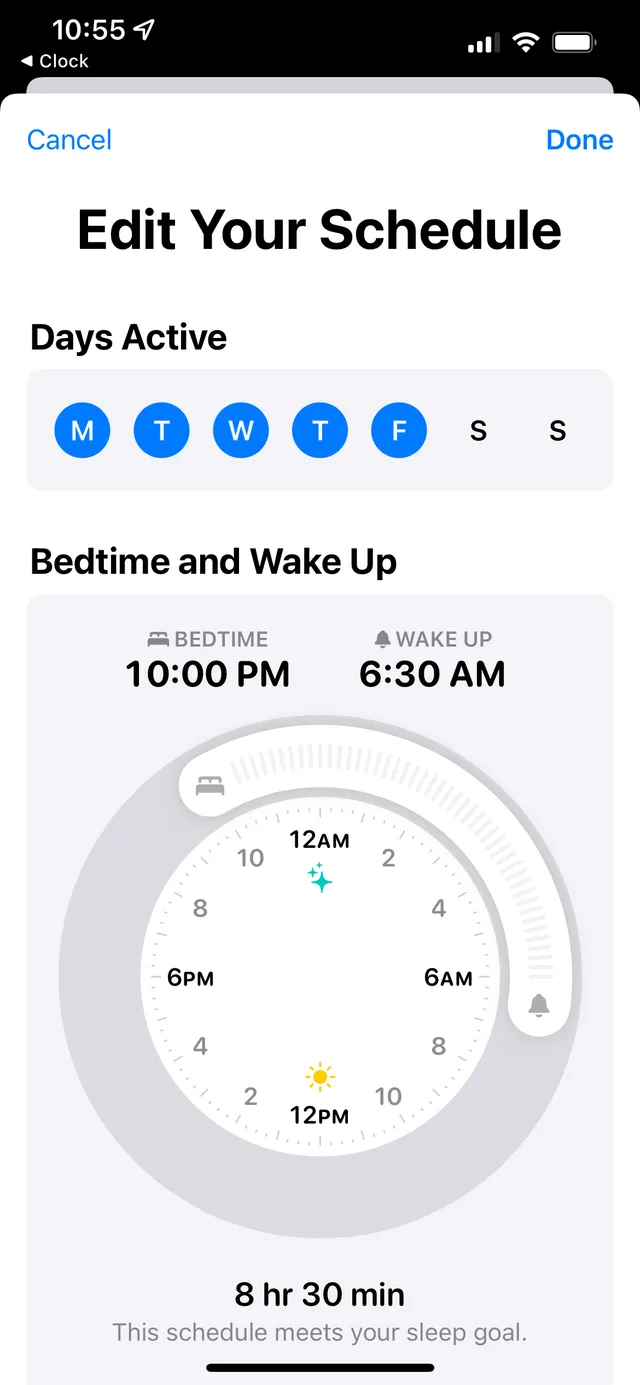 10:55
◀ Clock
Cancel Done
Edit Your Schedule
Days Active
M T W T F S S
Bedtime and Wake Up
BEDTIME WAKE UP
10:00 PM 6:30 AM
12AM
10 2
8 4
6PM 6AM
4 8
2 10
12PM
8 hr 30 min
This schedule meets your sleep goal.